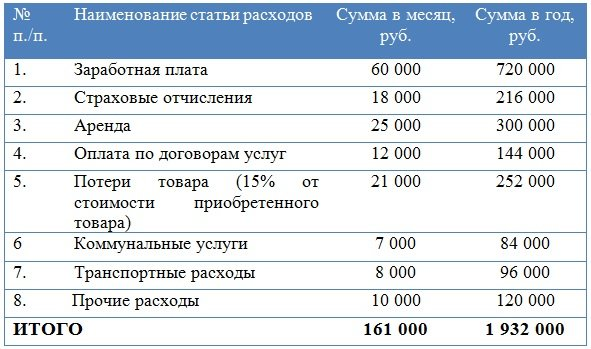 № Наименование статьи расходов Сумма в месяц, Сумма в год,
п./п. руб. руб.
1. Заработная плата 60 000 720 000
2. Страховые отчисления 18 000 216 000
3. Аренда 25 000 300 000
4. Оплата по договорам услуг 12 000 144 000
5. Потери товара (15% от 21 000 252 000
стоимости приобретенного
товара)
6 Коммунальные услуги 7 000 84 000
7. Транспортные расходы 8 000 96 000
8. Прочие расходы 10 000 120 000
ИТОГО 161 000 1 932 000